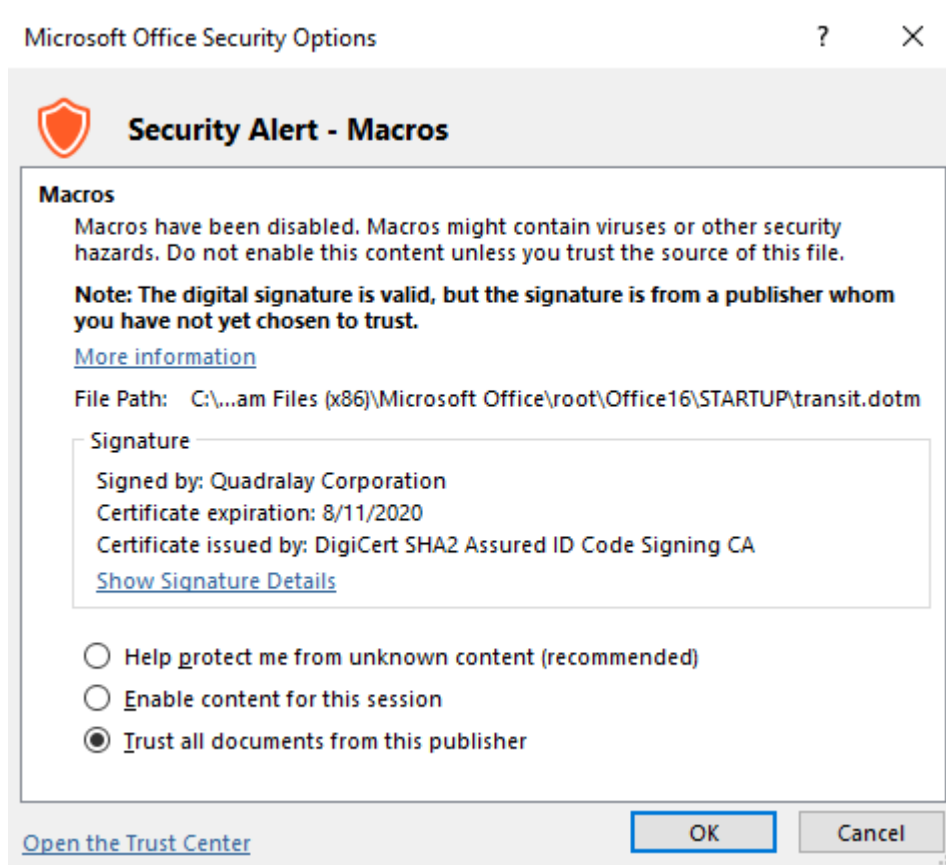 Microsoft Office Security Options
?
Security Alert - Macros
Macros
Macros have been disabled. Macros might contain viruses or other security
hazards. Do not enable this content unless you trust the source of this file.
Note: The digital signature is valid, but the signature is from a publisher whom
you have not yet chosen to trust.
More information
File Path: C:\...am Files (x86)\Microsoft Office\root\Office16\STARTUP\transit.dotm
Signature
Signed by: Quadralay Corporation
Certificate expiration: 8/11/2020
Certificate issued by: DigiCert SHA2 Assured ID Code Signing CA
Show Signature Details
Help protect me from unknown content (recommended)
Enable content for this session
Trust all documents from this publisher
Open the Trust Center
OK
Cancel